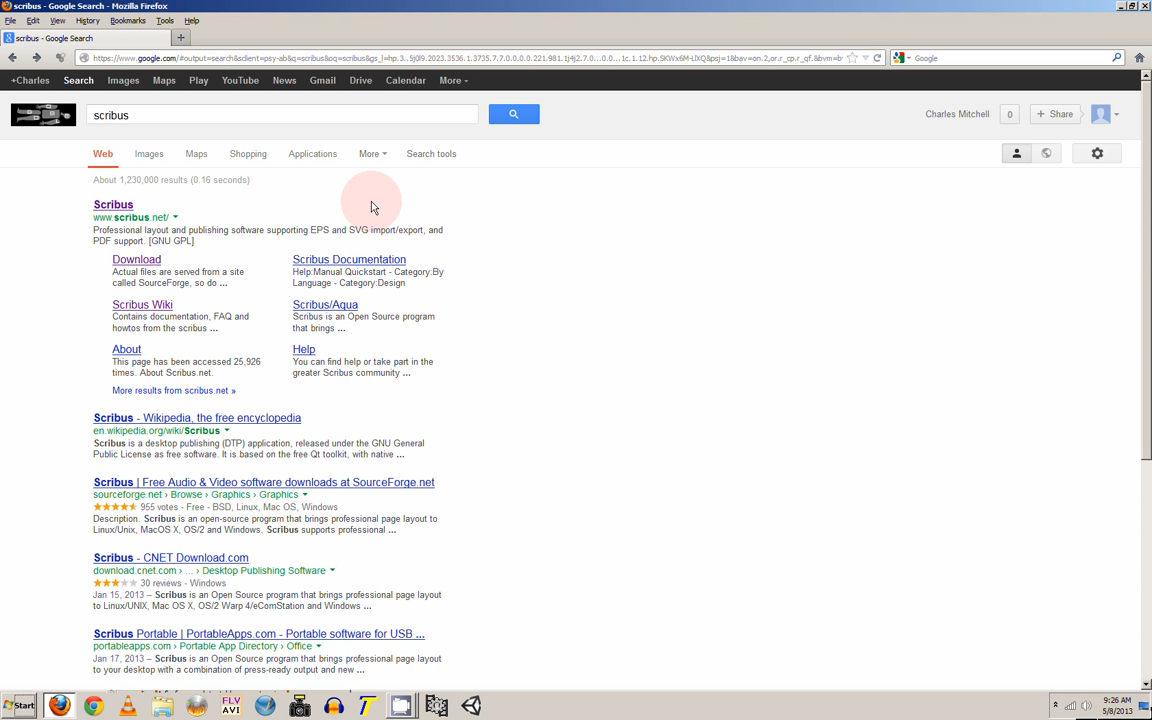 scribus - Google Search - Mozilla Firefox
File Edit View History Bookmarks Tools Help
scribus - Google Search
Google
+Charles Search Images Maps Play YouTube News Gmail Drive Calendar More
scribus
Charles Mitchell 0 + Share
Web Images Maps Shopping Applications More Search tools
About 1,230,000 results (0.16 seconds)
Scribus
www.scribus.net/
Professional layout and publishing software supporting EPS and SVG import/export, and
PDF support. [GNU GPL]
Download Scribus Documentation
Actual files are served from a site Help:Manual Quickstart - Category:By
called SourceForge, so do ... Language - Category:Design
Scribus Wiki Scribus/Aqua
Contains documentation, FAQ and Scribus is an Open Source program
howtos from the scribus ... that brings ...
About Help
This page has been accessed 25,926 You can find help or take part in the
times. About Scribus.net. greater Scribus community ...
More results from scribus.net »
Scribus - Wikipedia, the free encyclopedia
en.wikipedia.org/wiki/Scribus
Scribus is a desktop publishing (DTP) application, released under the GNU General
Public License as free software. It is based on the free Qt toolkit, with native ...
Scribus | Free Audio & Video software downloads at SourceForge.net
sourceforge.net › Browse › Graphics › Graphics
955 votes - Free - BSD, Linux, Mac OS, Windows
Description. Scribus is an open-source program that brings professional page layout to
Linux/Unix, MacOS X, OS/2 and Windows. Scribus supports professional ...
Scribus - CNET Download.com
download.cnet.com › ... › Desktop Publishing Software
30 reviews - Windows
Jan 15, 2013 – Scribus is an Open Source program that brings professional page layout
to Linux/UNIX, Mac OS X, OS/2 Warp 4/eComStation and Windows ...
Scribus Portable | PortableApps.com - Portable software for USB ...
portableapps.com › Portable App Directory › Office
Jan 17, 2013 – Scribus is an Open Source program that brings professional page layout
to your desktop with a combination of press-ready output and new ...
Start FLV AVI 9:26 AM
5/8/2013